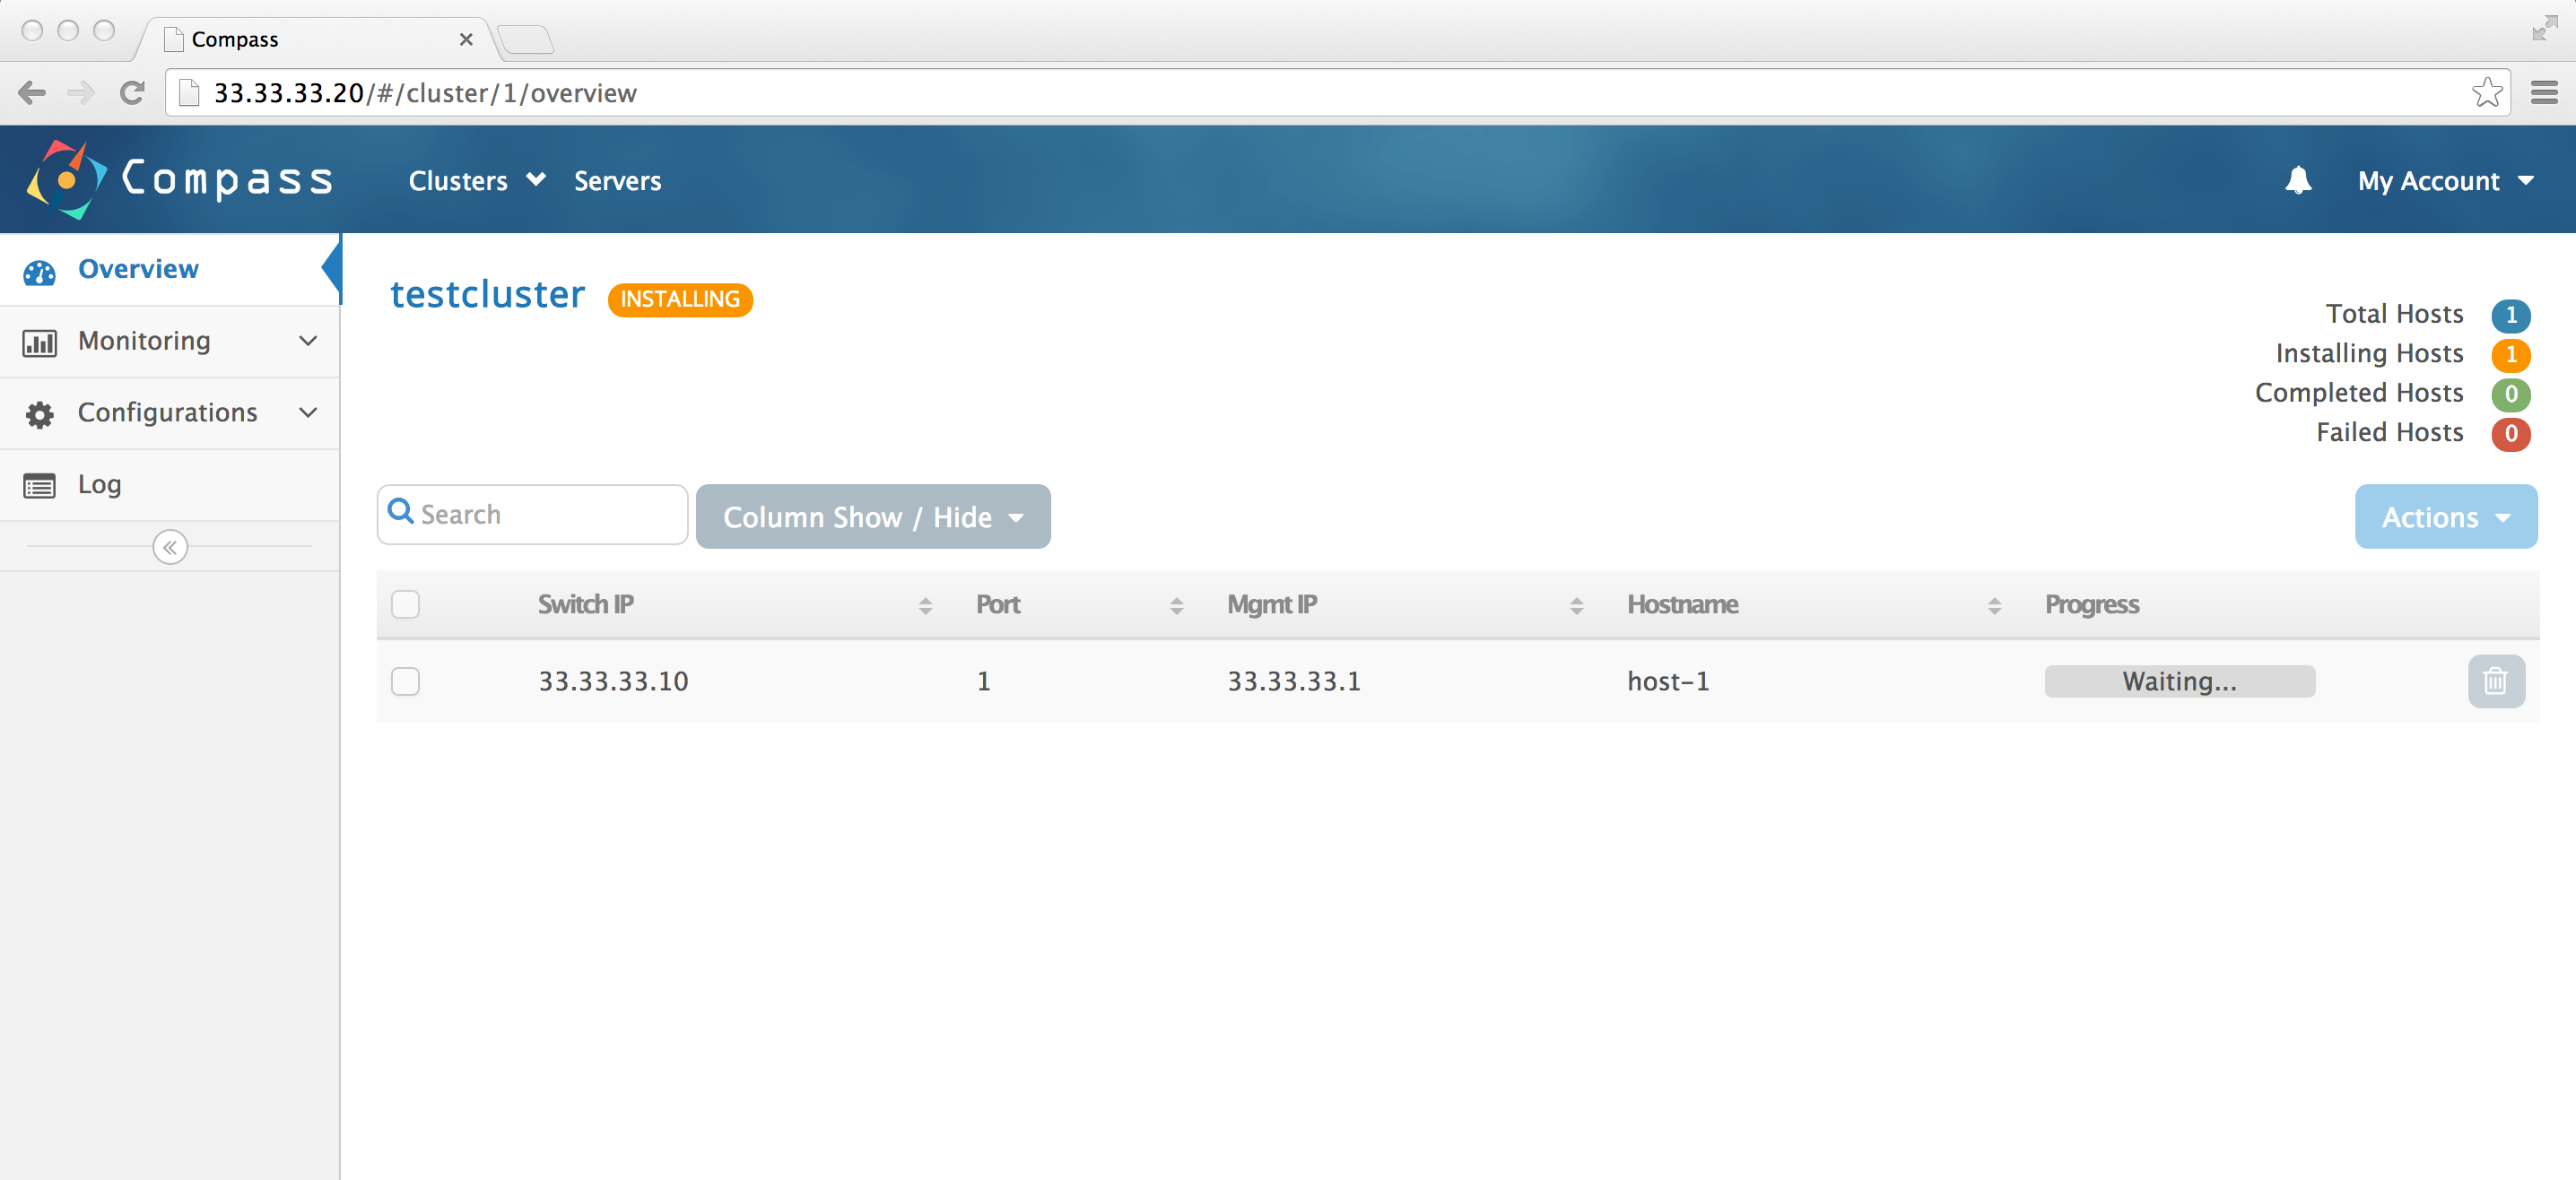 Compass
33.33.33.20/#/cluster/1/overview
Compass
Clusters Servers My Account
Overview
Monitoring
Configurations
Log
testcluster INSTALLING
Total Hosts 1
Installing Hosts 1
Completed Hosts 0
Failed Hosts 0
Search Column Show / Hide Actions
Switch IP Port Mgmt IP Hostname Progress
33.33.33.10 1 33.33.33.1 host-1 Waiting...